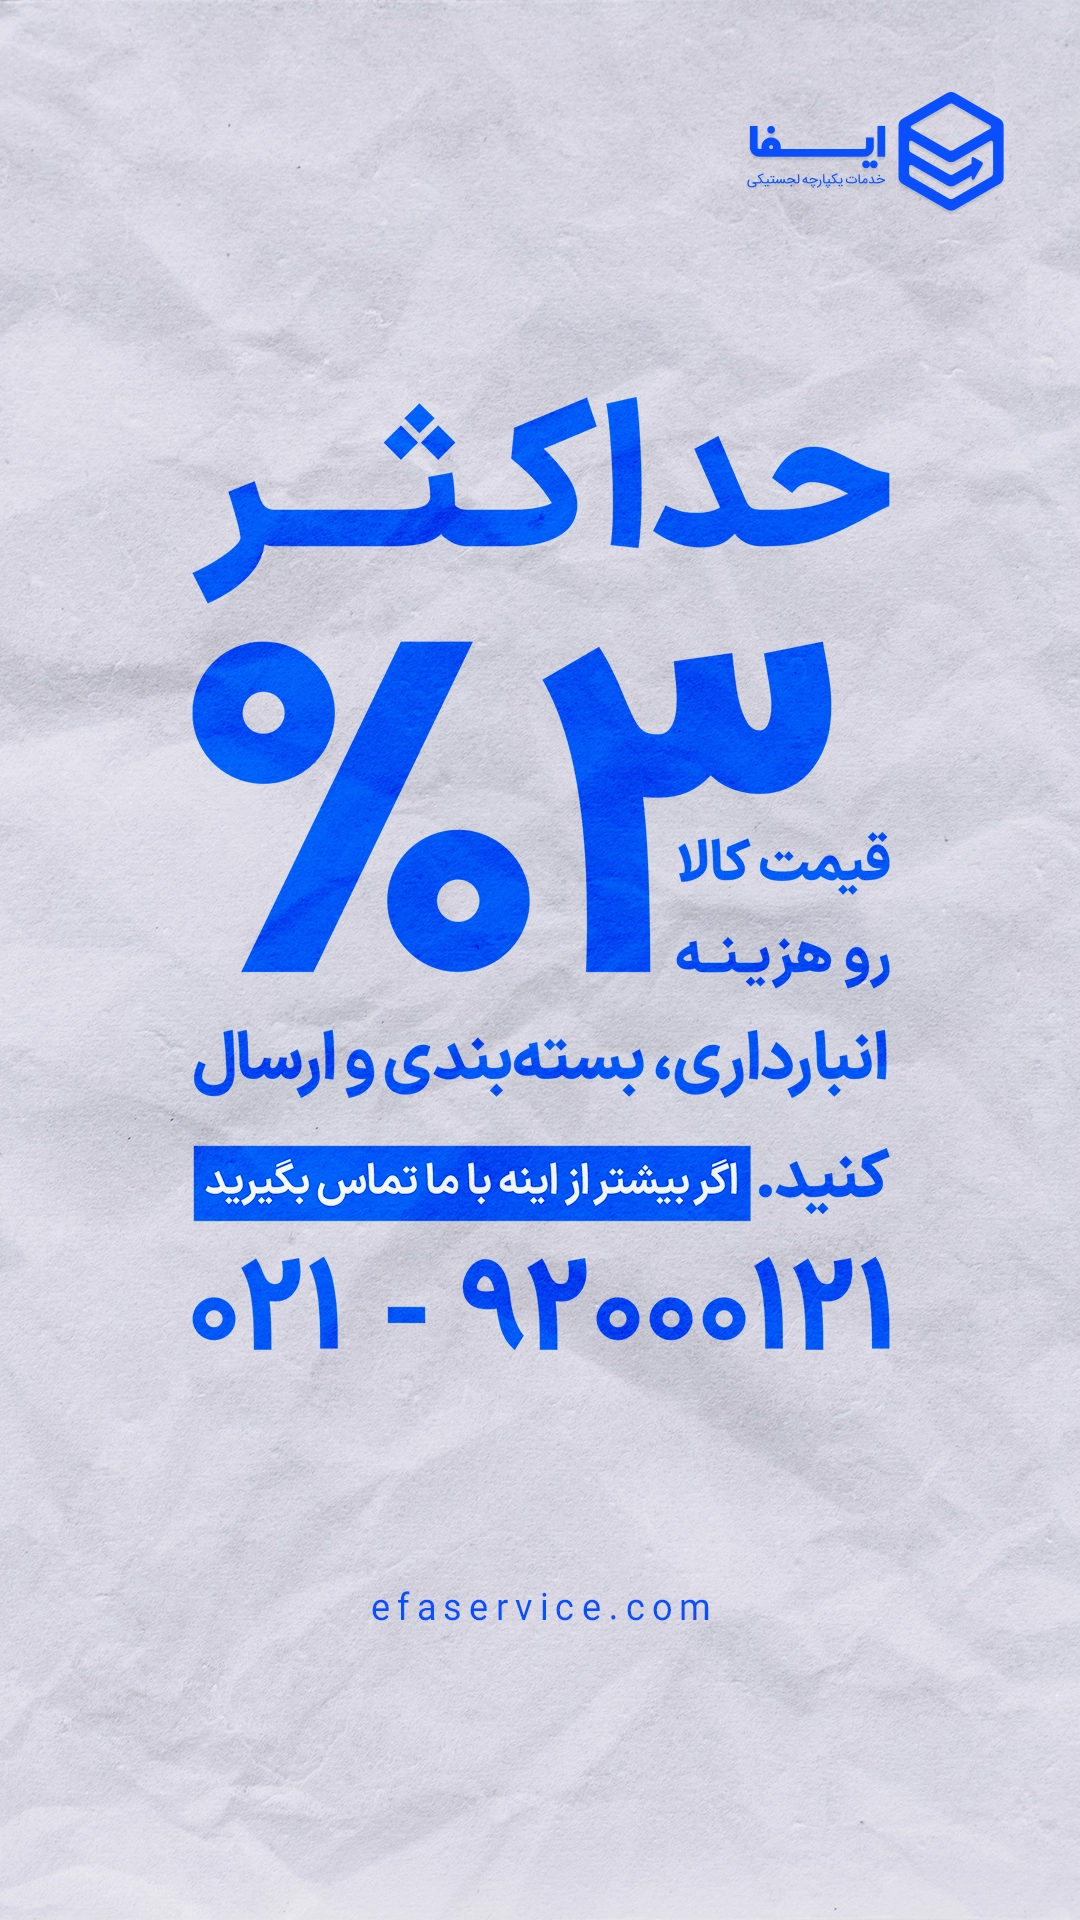 ایفا
خدمات یکپارچه لجستیکی
حداکثر
%۳
قیمت کالا
رو هزینه
انبارداری، بسته‌بندی و ارسال
کنید. اگر بیشتر از اینه با ما تماس بگیرید
۰۲۱ - ۹۲۰۰۰۱۲۱
efaservice.com